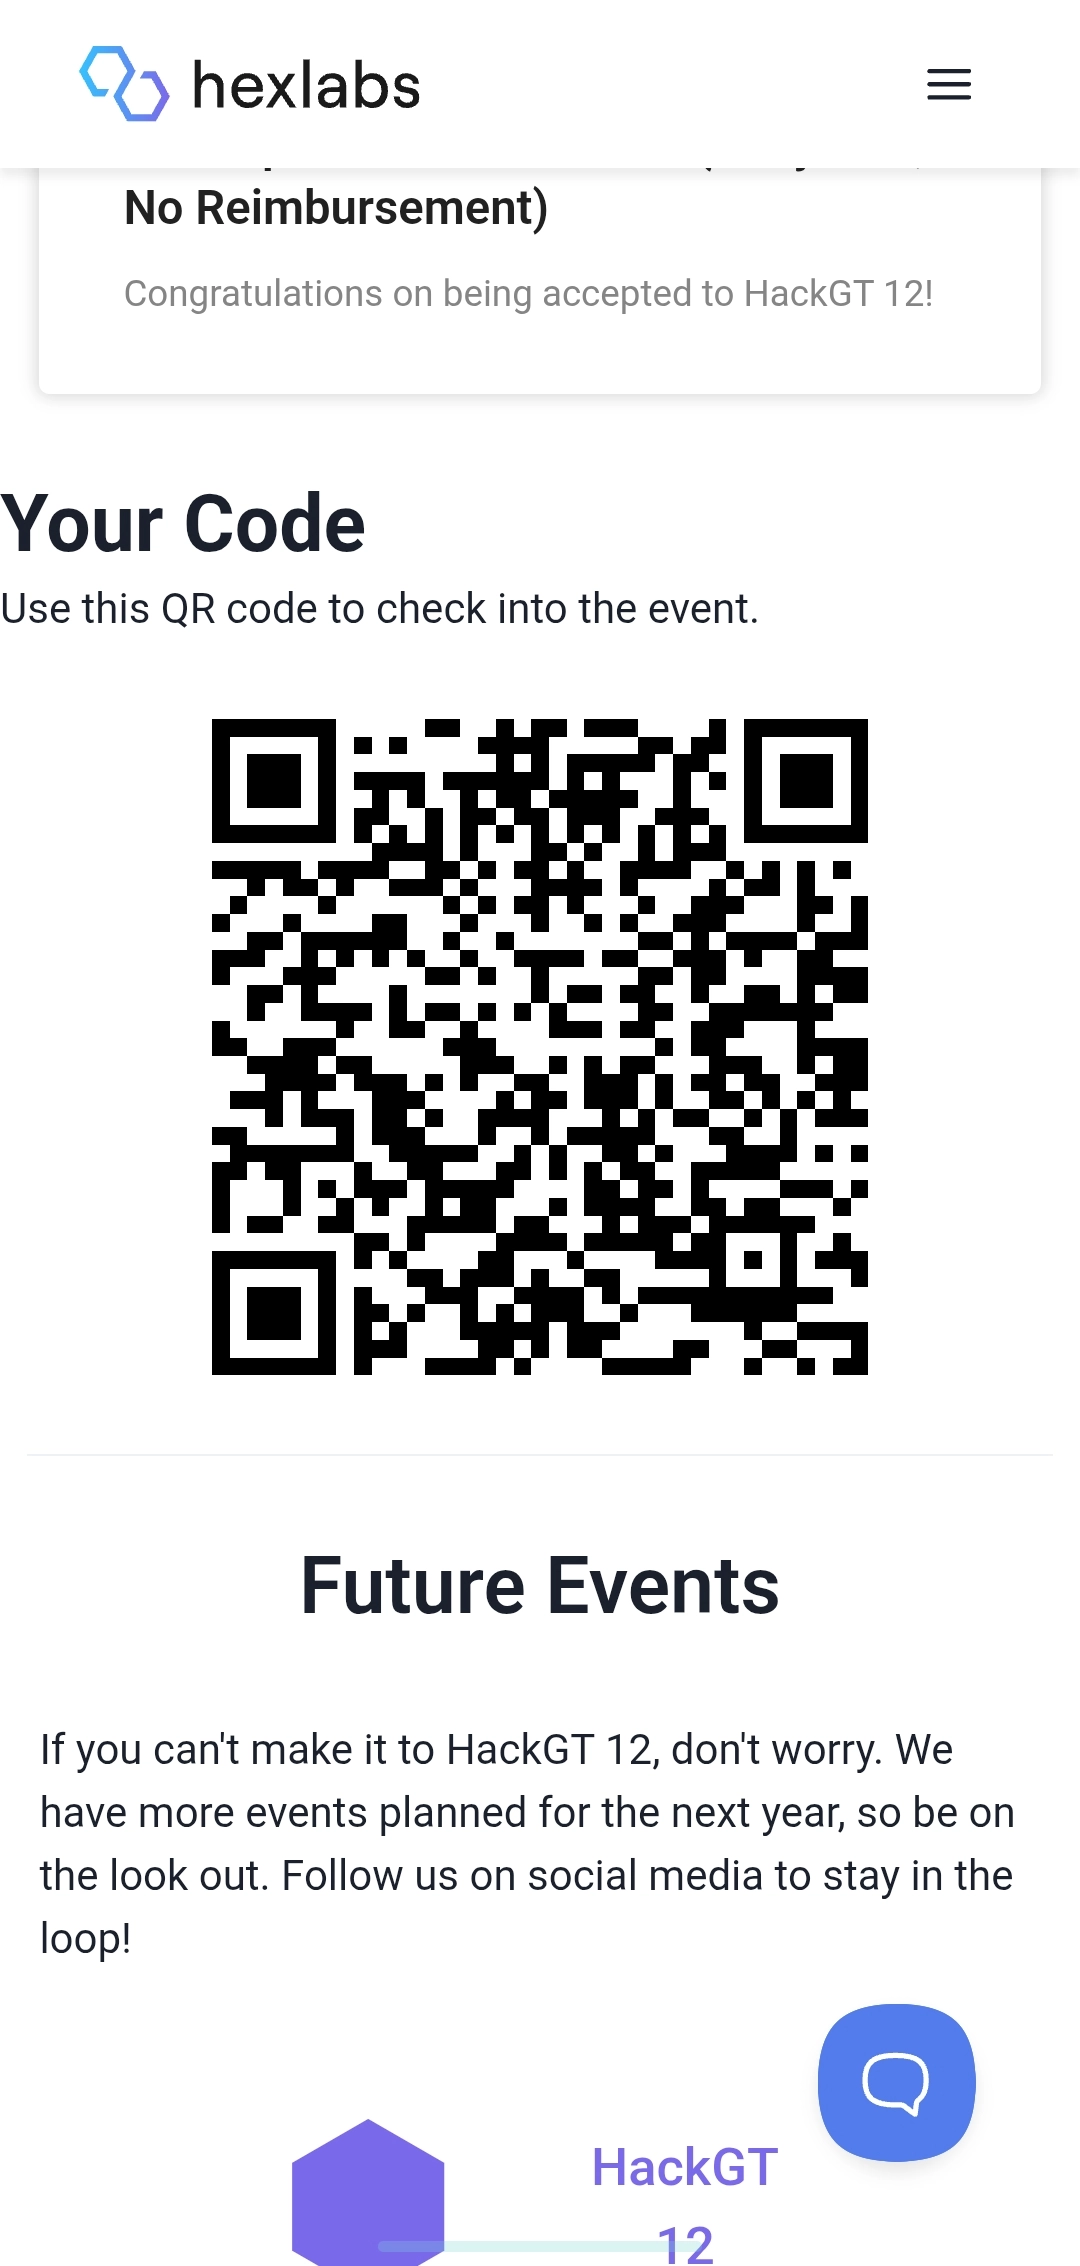 hexlabs
No Reimbursement)
Congratulations on being accepted to HackGT 12!
Your Code
Use this QR code to check into the event.
Future Events
If you can't make it to HackGT 12, don't worry. We
have more events planned for the next year, so be on
the look out. Follow us on social media to stay in the
loop!
HackGT
12